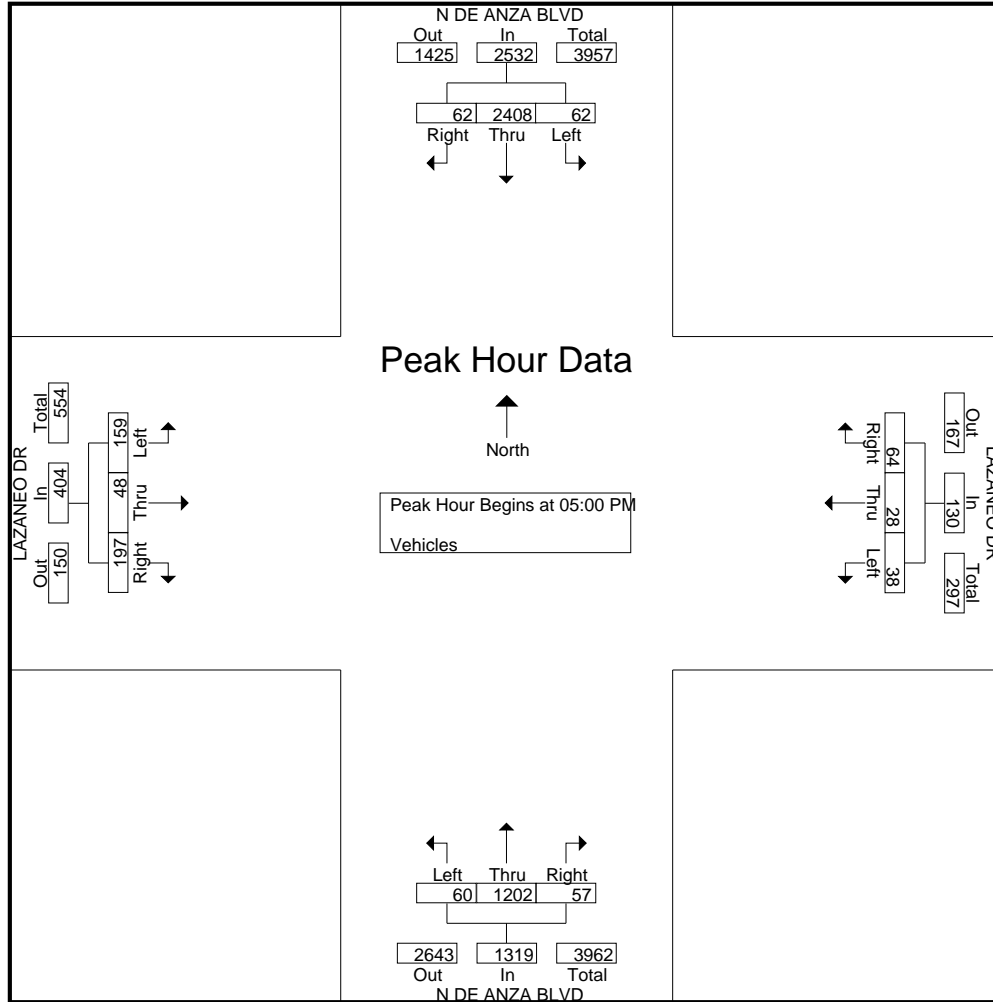 N DE ANZA BLVD
Out In Total
1425 2532 3957
62 2408 62
Right Thru Left
Peak Hour Data
North
Peak Hour Begins at 05:00 PM
Vehicles
LAZANEO DR
Total In Out
554 404 150
159 48 197
Left Thru Right
LAZANEO DR
Out In Total
167 130 297
64 28 38
Right Thru Left
Left Thru Right
60 1202 57
2643 1319 3962
Out In Total
N DE ANZA BLVD